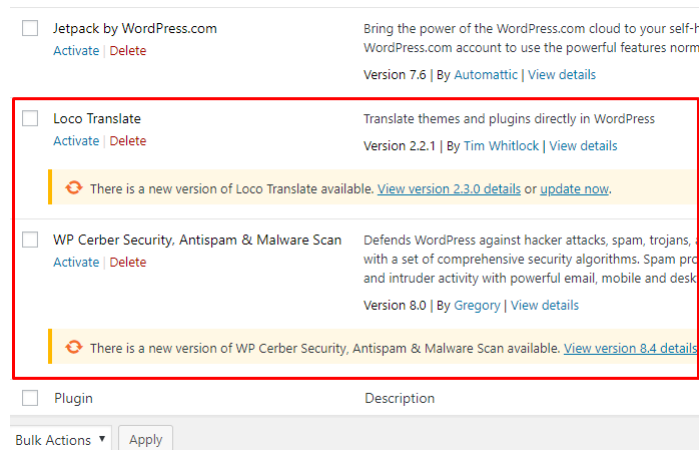 Jetpack by WordPress.com
Bring the power of the WordPress.com cloud to your self-h
Activate | Delete
WordPress.com account to use the powerful features norm
Version 7.6 | By Automattic | View details
Loco Translate
Translate themes and plugins directly in WordPress
Activate | Delete
Version 2.2.1 | By Tim Whitlock | View details
There is a new version of Loco Translate available. View version 2.3.0 details or update now.
WP Cerber Security, Antispam & Malware Scan
Defends WordPress against hacker attacks, spam, trojans,
Activate | Delete
with a set of comprehensive security algorithms. Spam pro
and intruder activity with powerful email, mobile and desk
Version 8.0 | By Gregory | View details
There is a new version of WP Cerber Security, Antispam & Malware Scan available. View version 8.4 details
Plugin
Description
Bulk Actions
Apply